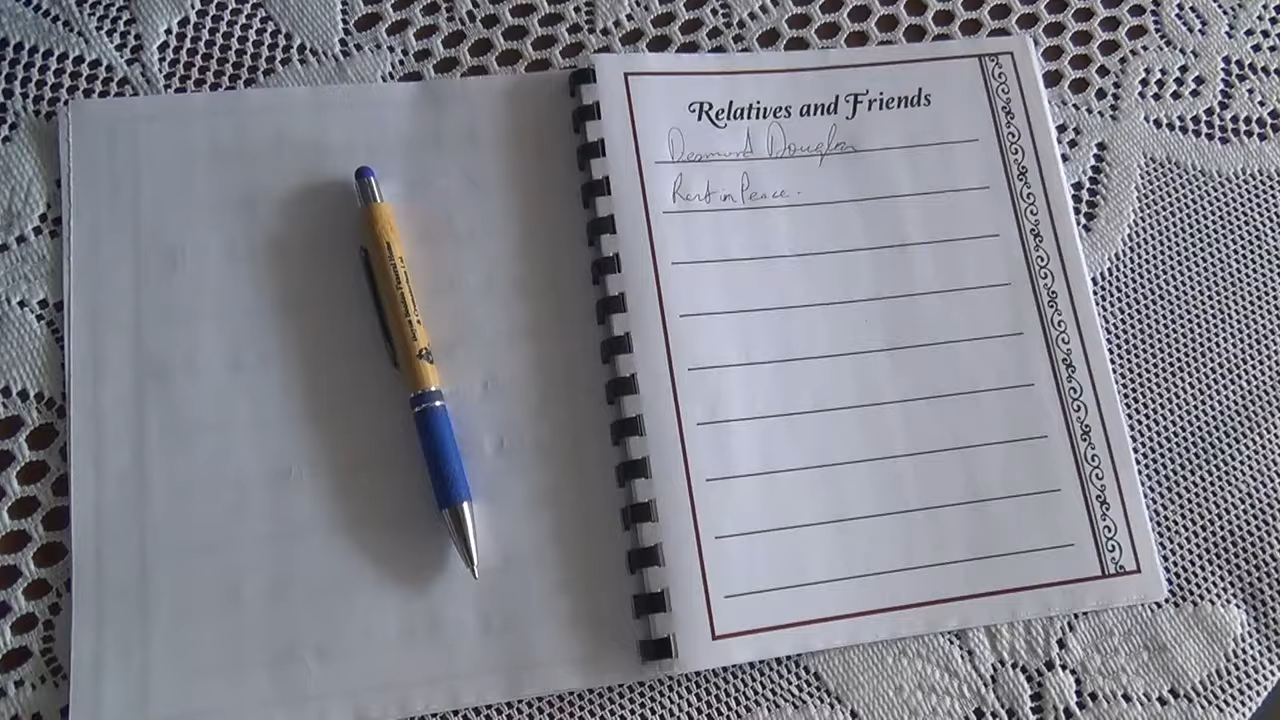 Relatives and Friends
Desmond Douglas
Rest in Peace.